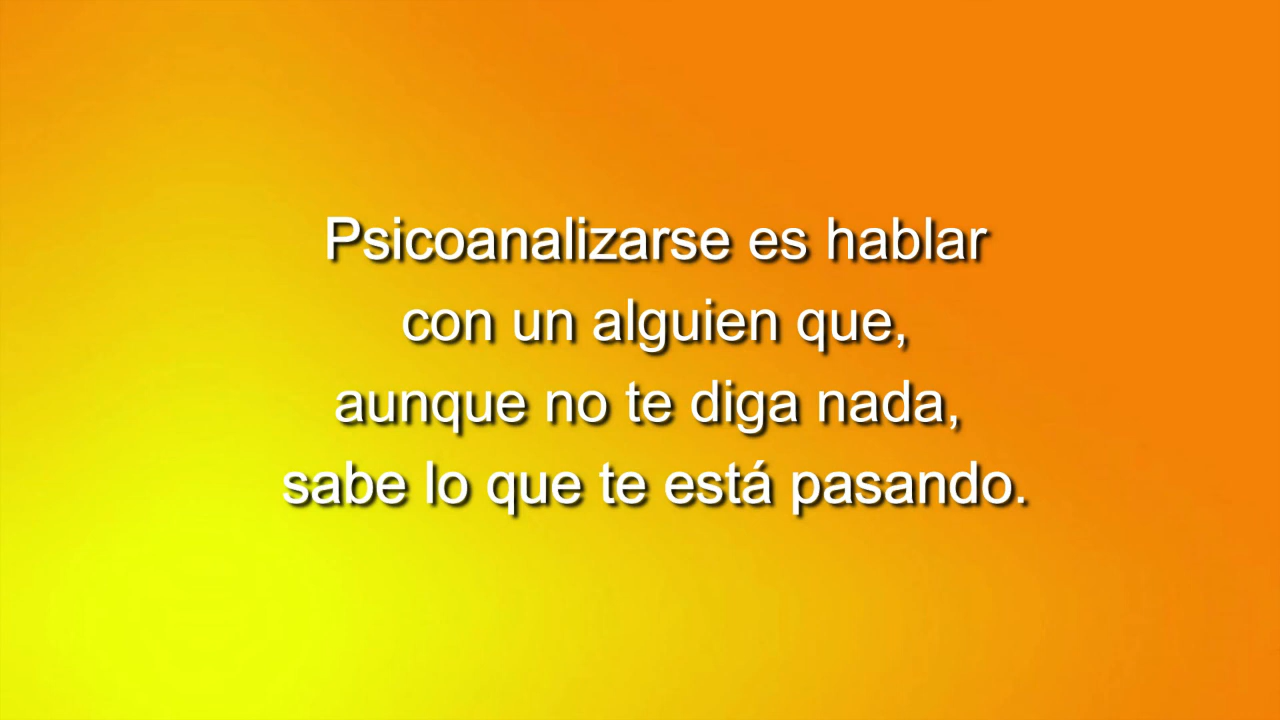 Psicoanalizarse es hablar
con un alguien que,
aunque no te diga nada,
sabe lo que te está pasando.